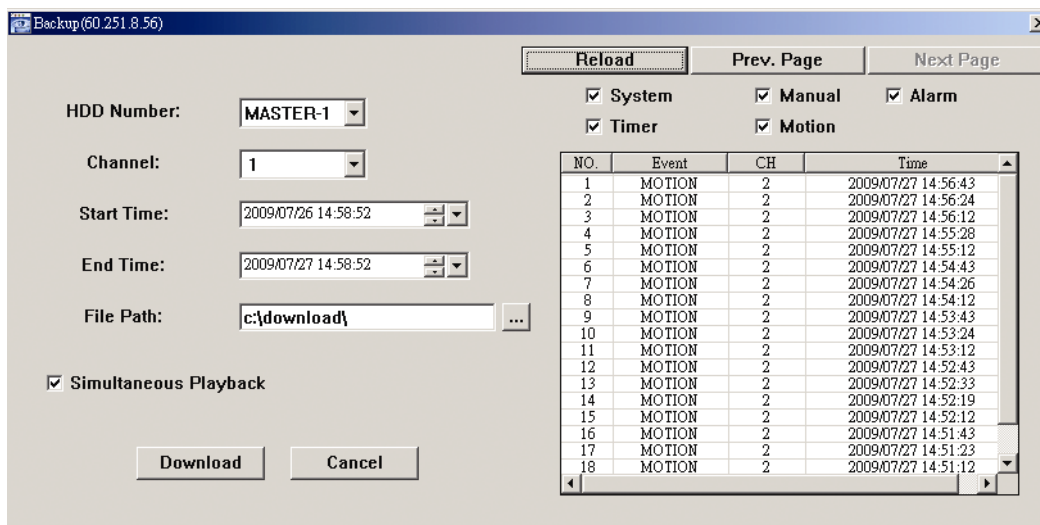 Backup(60.251.8.56)
Reload Prev. Page Next Page
System Manual Alarm
Timer Motion
HDD Number: MASTER-1
Channel: 1
Start Time: 2009/07/26 14:58:52
End Time: 2009/07/27 14:58:52
File Path: c:\download\ ...
Simultaneous Playback
Download Cancel
NO. Event CH Time
1 MOTION 2 2009/07/27 14:56:43
2 MOTION 2 2009/07/27 14:56:24
3 MOTION 2 2009/07/27 14:56:12
4 MOTION 2 2009/07/27 14:55:28
5 MOTION 2 2009/07/27 14:55:12
6 MOTION 2 2009/07/27 14:54:43
7 MOTION 2 2009/07/27 14:54:26
8 MOTION 2 2009/07/27 14:54:12
9 MOTION 2 2009/07/27 14:53:43
10 MOTION 2 2009/07/27 14:53:24
11 MOTION 2 2009/07/27 14:53:12
12 MOTION 2 2009/07/27 14:52:43
13 MOTION 2 2009/07/27 14:52:33
14 MOTION 2 2009/07/27 14:52:19
15 MOTION 2 2009/07/27 14:52:12
16 MOTION 2 2009/07/27 14:51:43
17 MOTION 2 2009/07/27 14:51:23
18 MOTION 2 2009/07/27 14:51:12